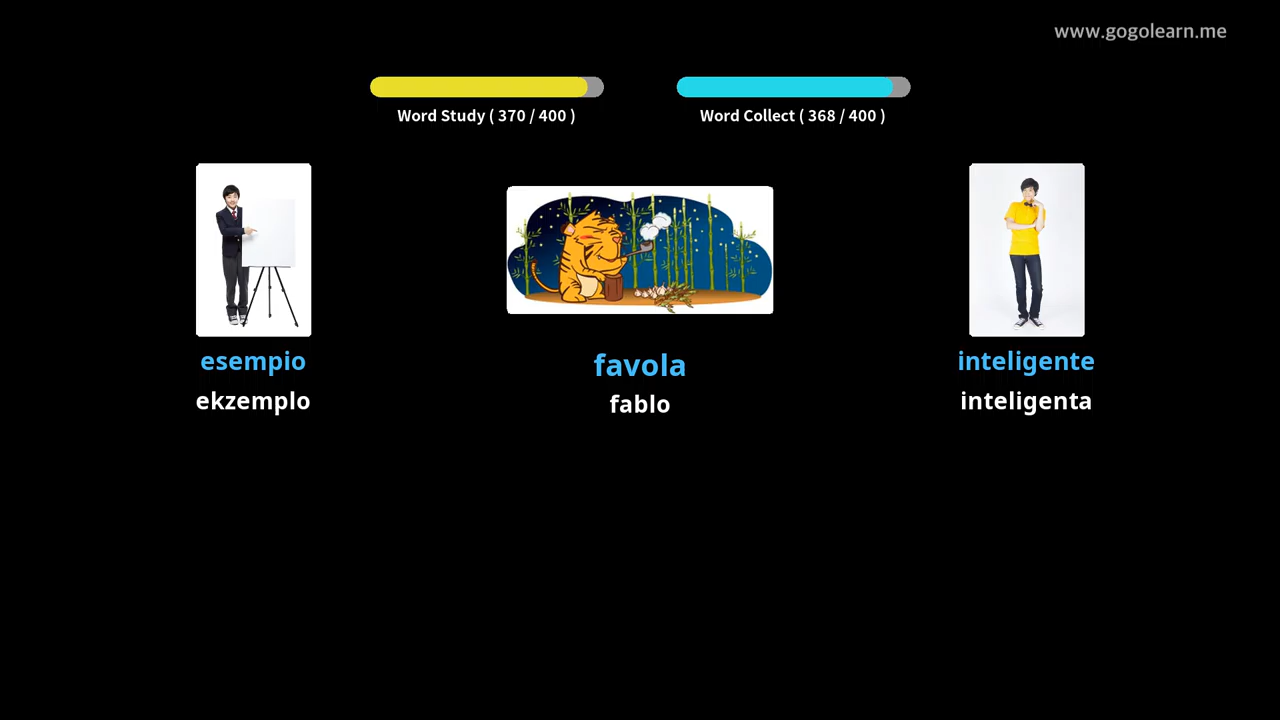 www.gogolearn.me
Word Study ( 370 / 400 )
Word Collect ( 368 / 400 )
esempio
favola
inteligente
ekzemplo
fablo
inteligenta